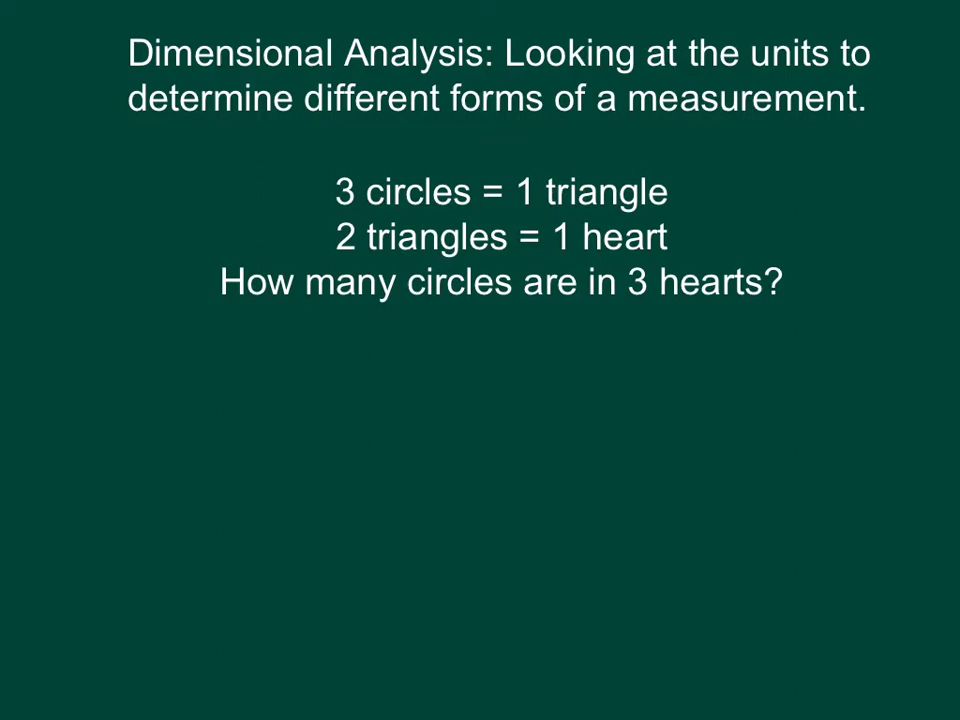 Dimensional Analysis: Looking at the units to
determine different forms of a measurement.
3 circles = 1 triangle
2 triangles = 1 heart
How many circles are in 3 hearts?